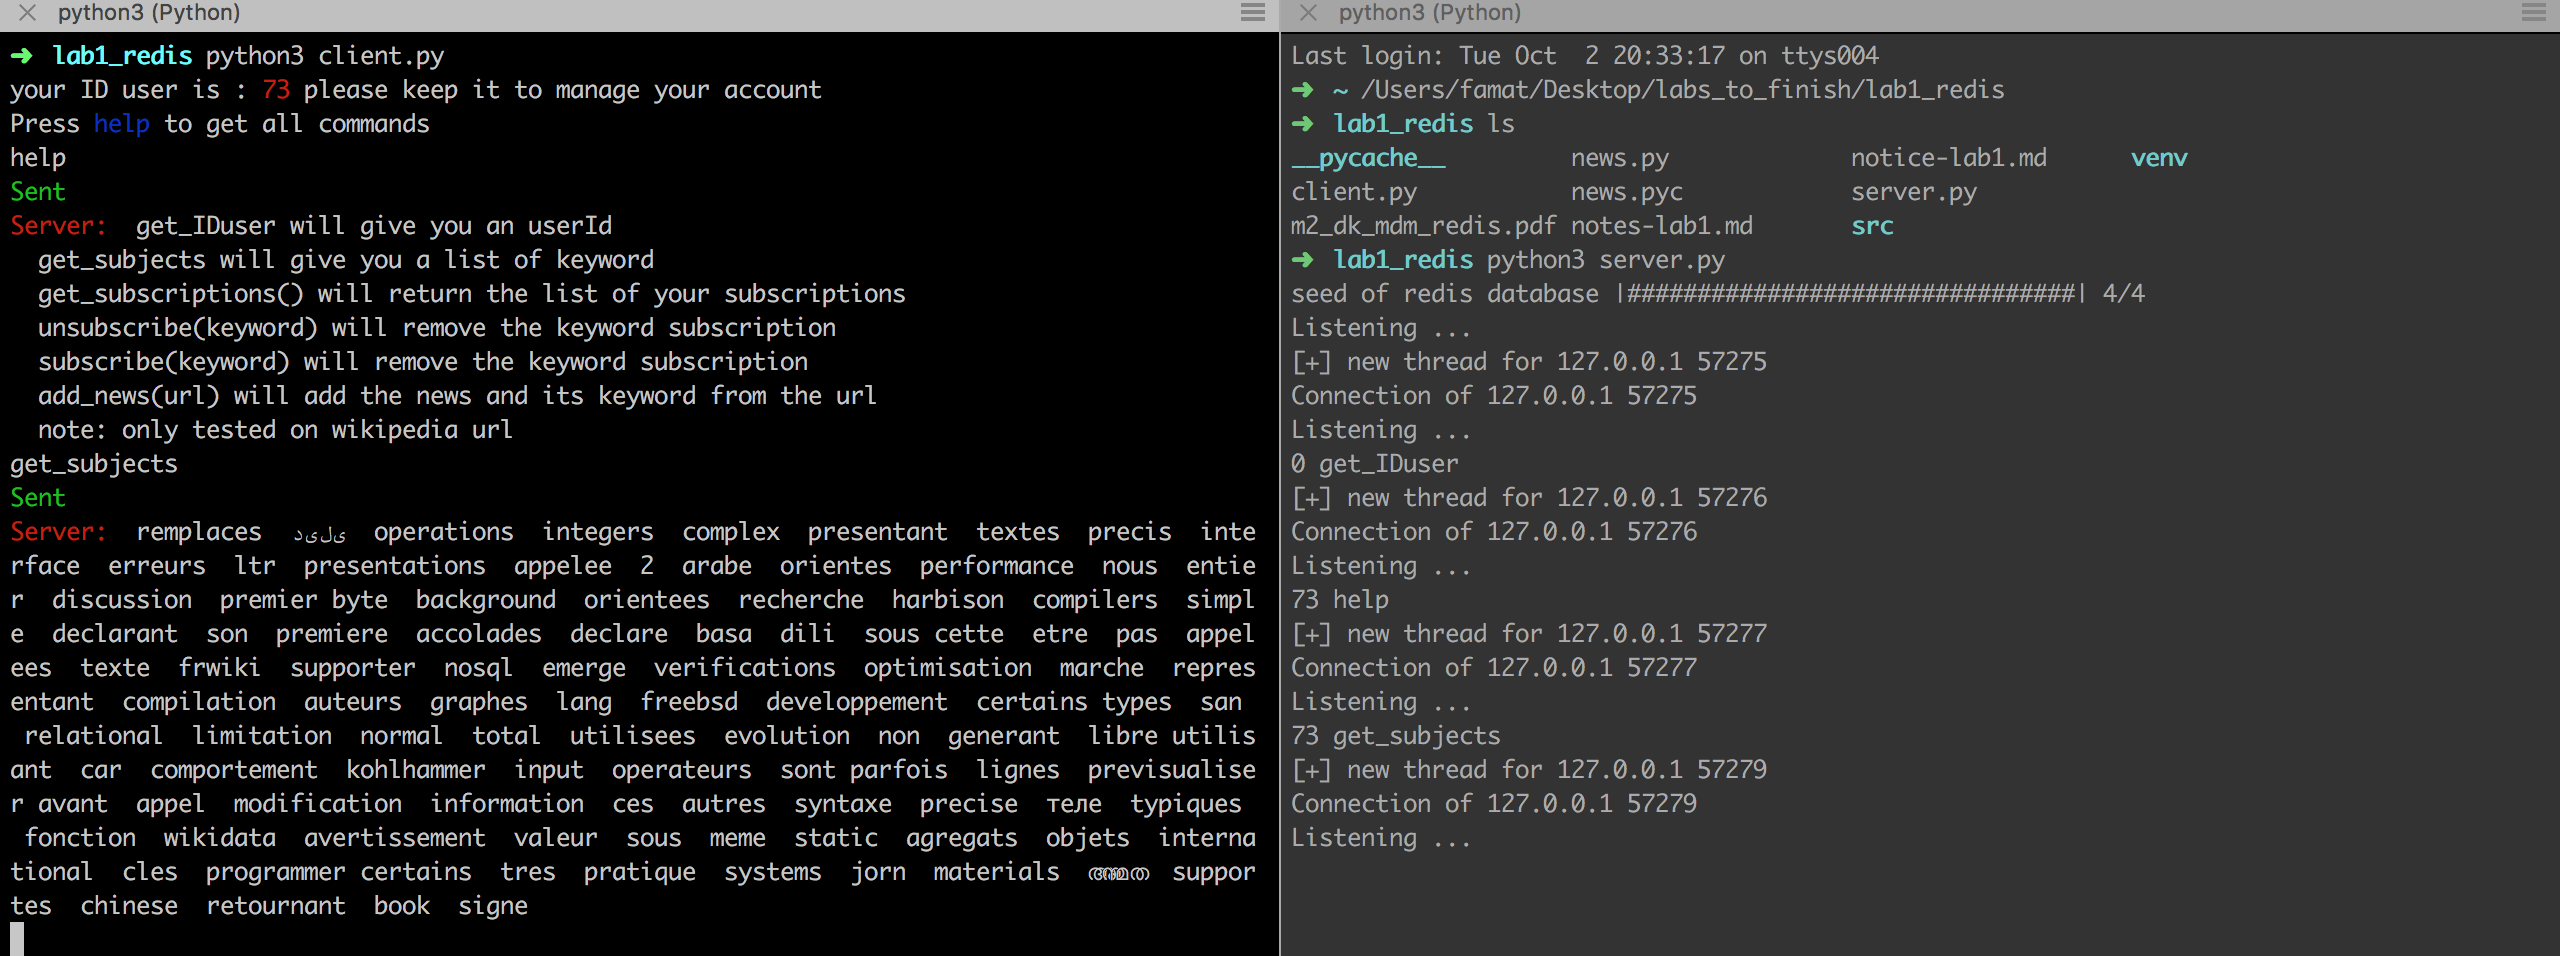 python3 (Python)
➜ lab1_redis python3 client.py
your ID user is : 73 please keep it to manage your account
Press help to get all commands
help
Sent
Server:  get_IDuser will give you an userId
  get_subjects will give you a list of keyword
  get_subscriptions() will return the list of your subscriptions
  unsubscribe(keyword) will remove the keyword subscription
  subscribe(keyword) will remove the keyword subscription
  add_news(url) will add the news and its keyword from the url
  note: only tested on wikipedia url
get_subjects
Sent
Server:  remplaces  operations  integers  complex  presentant  textes  precis  inte
rface  erreurs  ltr  presentations  appelee  2  arabe  orientes  performance  nous  entie
r  discussion  premier byte  background  orientees  recherche  harbison  compilers  simpl
e  declarant  son  premiere  accolades  declare  basa  dili  sous cette  etre  pas  appel
ees  texte  frwiki  supporter  nosql  emerge  verifications  optimisation  marche  repres
entant  compilation  auteurs  graphes  lang  freebsd  developpement  certains types  san
 relational  limitation  normal  total  utilisees  evolution  non  generant  libre utilis
ant  car  comportement  kohlhammer  input  operateurs  sont parfois  lignes  previsualise
r avant  appel  modification  information  ces  autres  syntaxe  precise  теле  typiques
 fonction  wikidata  avertissement  valeur  sous  meme  static  agregats  objets  interna
tional  cles  programmer certains  tres  pratique  systems  jorn  materials  suppor
tes  chinese  retournant  book  signe
python3 (Python)
Last login: Tue Oct  2 20:33:17 on ttys004
➜ ~ /Users/famat/Desktop/labs_to_finish/lab1_redis
➜ lab1_redis ls
__pycache__ news.py notice-lab1.md venv
client.py news.pyc server.py
m2_dk_mdm_redis.pdf notes-lab1.md src
➜ lab1_redis python3 server.py
seed of redis database |################################| 4/4
Listening ...
[+] new thread for 127.0.0.1 57275
Connection of 127.0.0.1 57275
Listening ...
0 get_IDuser
[+] new thread for 127.0.0.1 57276
Connection of 127.0.0.1 57276
Listening ...
73 help
[+] new thread for 127.0.0.1 57277
Connection of 127.0.0.1 57277
Listening ...
73 get_subjects
[+] new thread for 127.0.0.1 57279
Connection of 127.0.0.1 57279
Listening ...